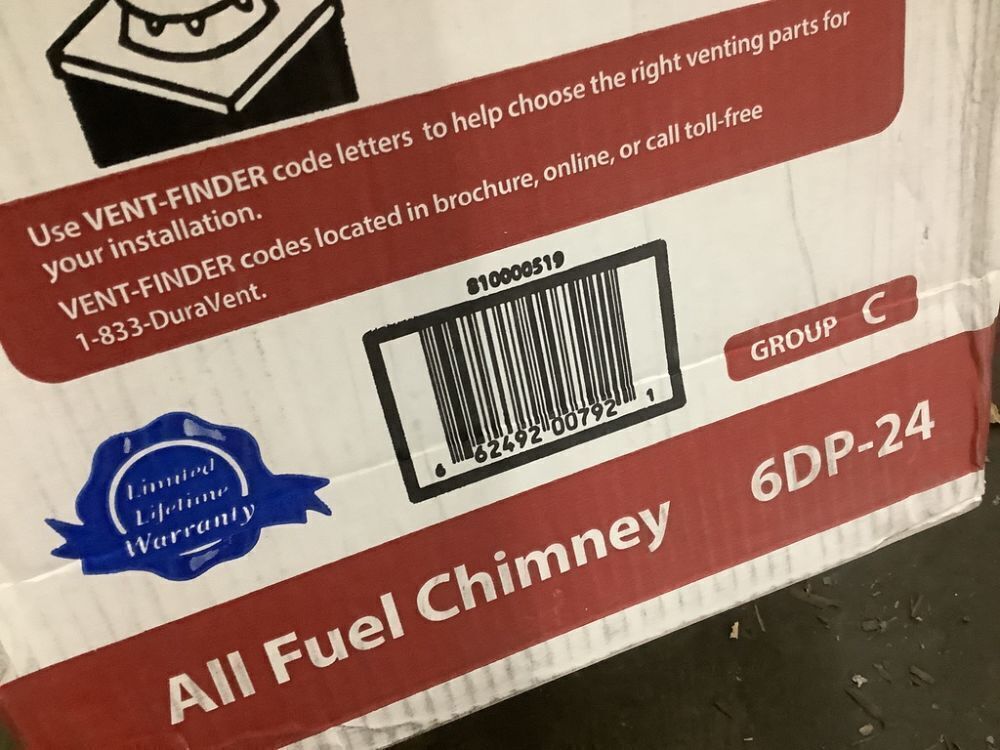 Use VENT-FINDER code letters to help choose the right venting parts for
your installation.
VENT-FINDER codes located in brochure, online, or call toll-free
1-833-DuraVent.
810000519
6 62492 00792 1
GROUP C
Limited
Lifetime
Warranty
All Fuel Chimney 6DP-24